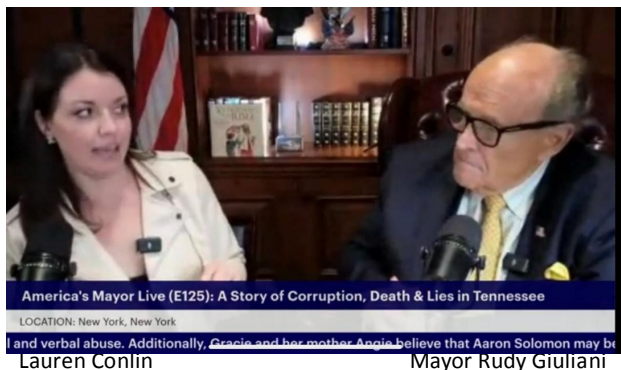 America's Mayor Live (E125): A Story of Corruption, Death & Lies in Tennessee
LOCATION: New York, New York
l and verbal abuse. Additionally, Gracie and her mother Angie believe that Aaron Solomon may be
Lauren Conlin Mayor Rudy Giuliani